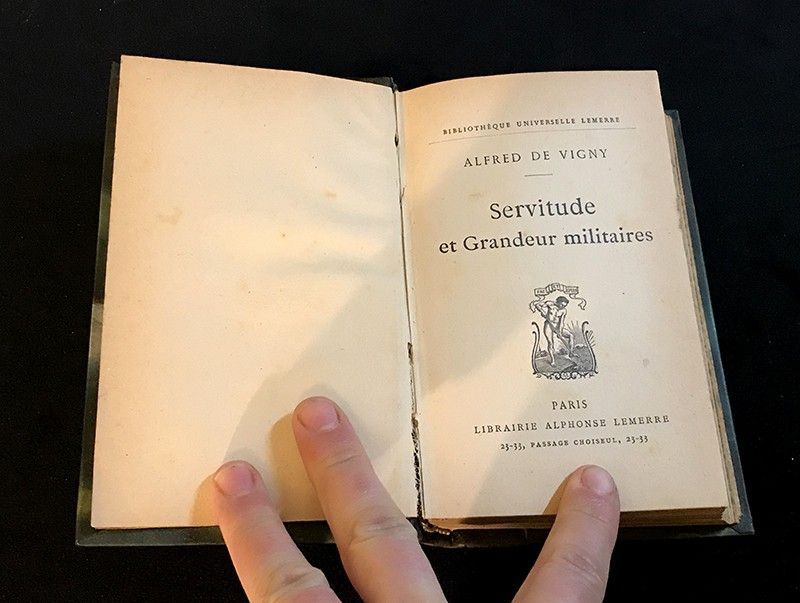 BIBLIOTHÈQUE UNIVERSELLE LEMERRE
ALFRED DE VIGNY
Servitude
et Grandeur militaires
PARIS
LIBRAIRIE ALPHONSE LEMERRE
23-33, PASSAGE CHOISEUL, 23-33